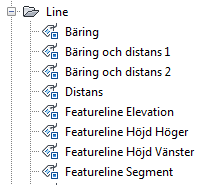 Line
Bäring
Bäring och distans 1
Bäring och distans 2
Distans
Featureline Elevation
Featureline Höjd Höger
Featureline Höjd Vänster
Featureline Segment